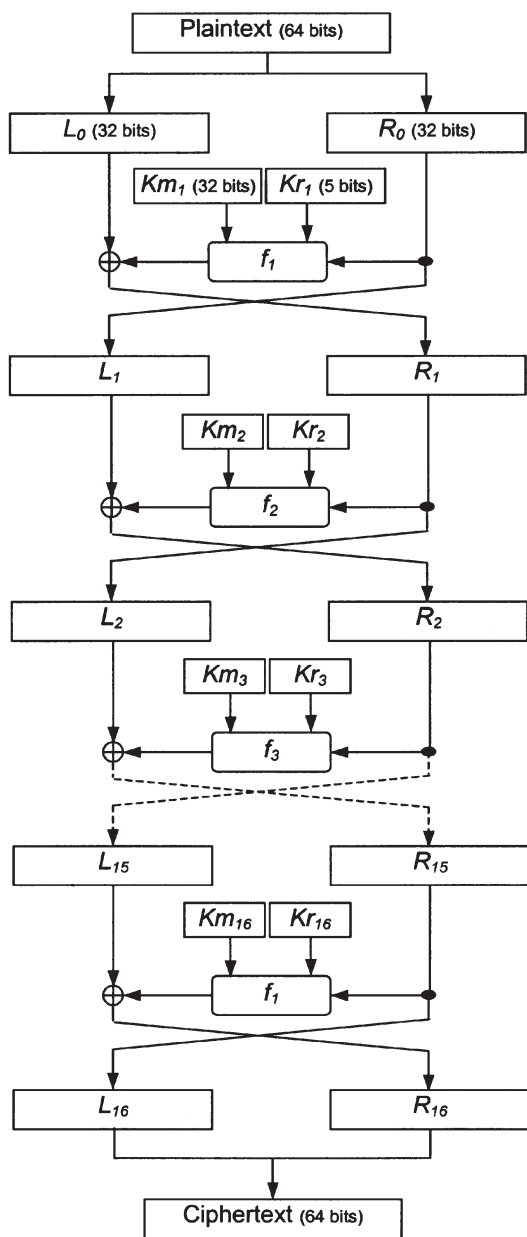 Plaintext (64 bits)
L0 (32 bits)
R0 (32 bits)
Km1 (32 bits)
Kr1 (5 bits)
f1
L1
R1
Km2
Kr2
f2
L2
R2
Km3
Kr3
f3
L15
R15
Km16
Kr16
f1
L16
R16
Ciphertext (64 bits)